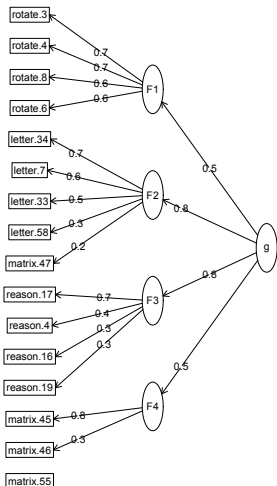 rotate.3
rotate.4
rotate.8
rotate.6
letter.34
letter.7
letter.33
letter.58
matrix.47
reason.17
reason.4
reason.16
reason.19
matrix.45
matrix.46
matrix.55
0.7
0.7
0.6
0.6
0.7
0.6
0.5
0.3
0.2
0.7
0.4
0.3
0.3
0.8
0.3
F1
F2
F3
F4
0.5
0.8
0.8
0.5
g